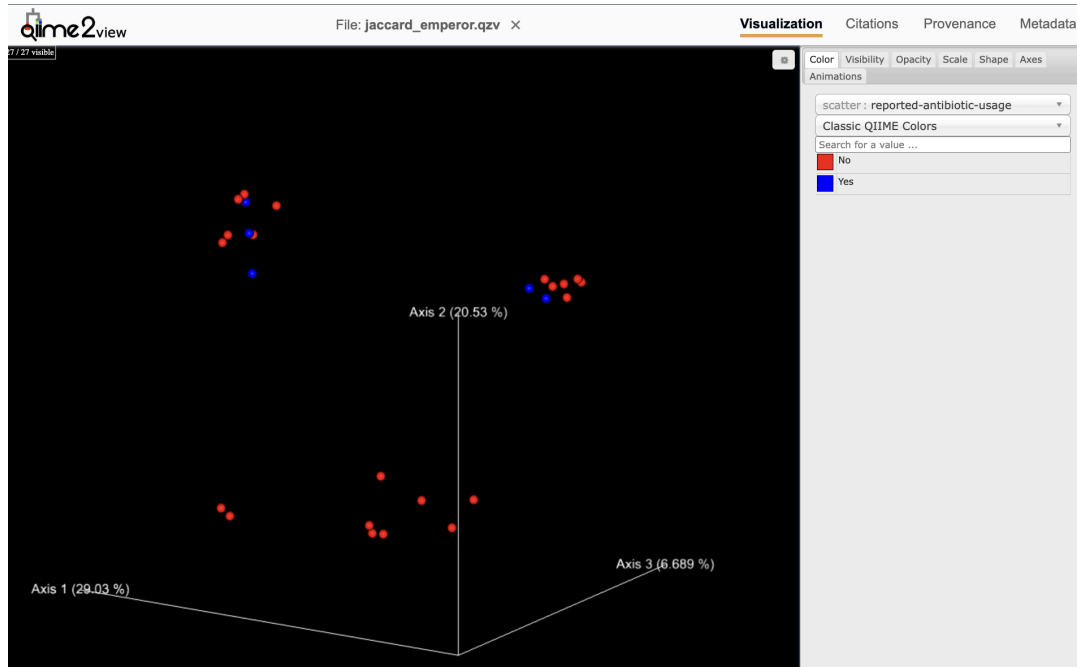 qiime2view
File: jaccard_emperor.qzv ✕
Visualization Citations Provenance Metadata
27 / 27 visible
Color Visibility Opacity Scale Shape Axes
Animations
scatter : reported-antibiotic-usage
Classic QIIME Colors
Search for a value ...
No
Yes
Axis 2 (20.53 %)
Axis 3 (6.689 %)
Axis 1 (29.03 %)